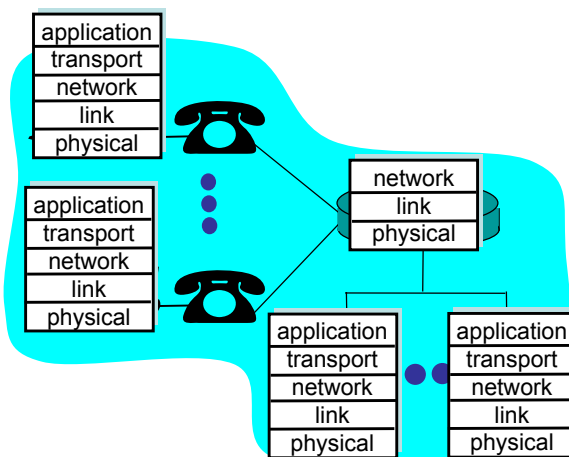 application
transport
network
link
physical
application
transport
network
link
physical
network
link
physical
application
transport
network
link
physical
application
transport
network
link
physical